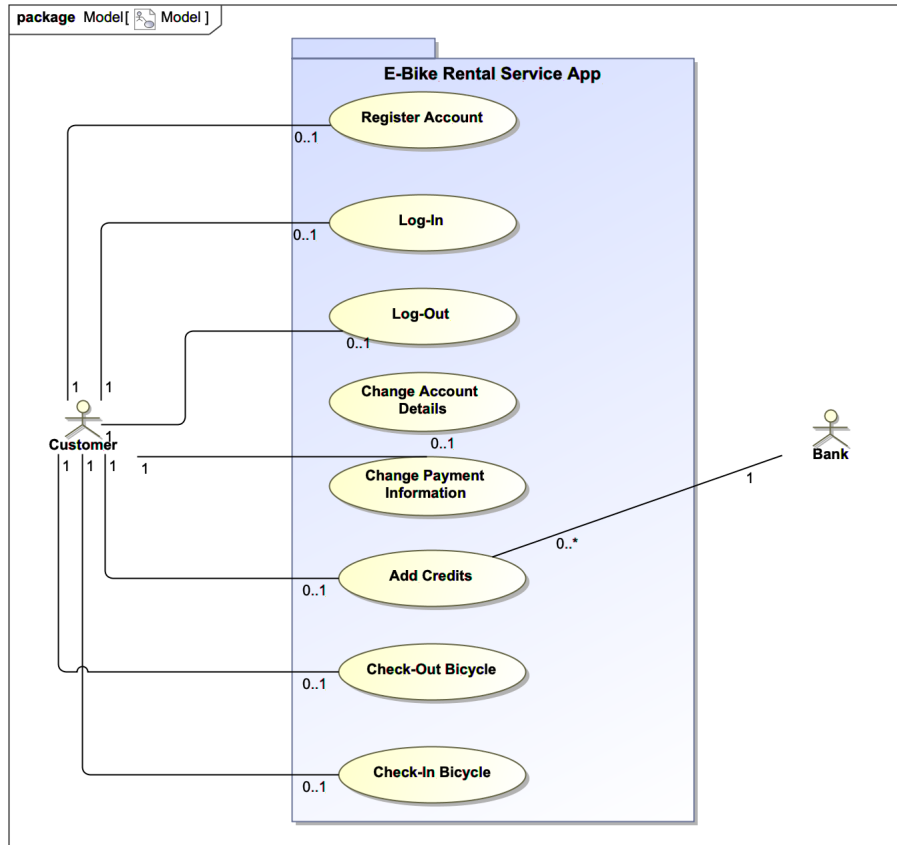 package Model[ Model ]
E-Bike Rental Service App
Register Account
0..1
Log-In
0..1
Log-Out
0..1
1
1
Change Account
Details
Customer
1
0..1
Bank
1
1
1
1
Change Payment
Information
1
0..*
Add Credits
0..1
Check-Out Bicycle
0..1
Check-In Bicycle
0..1